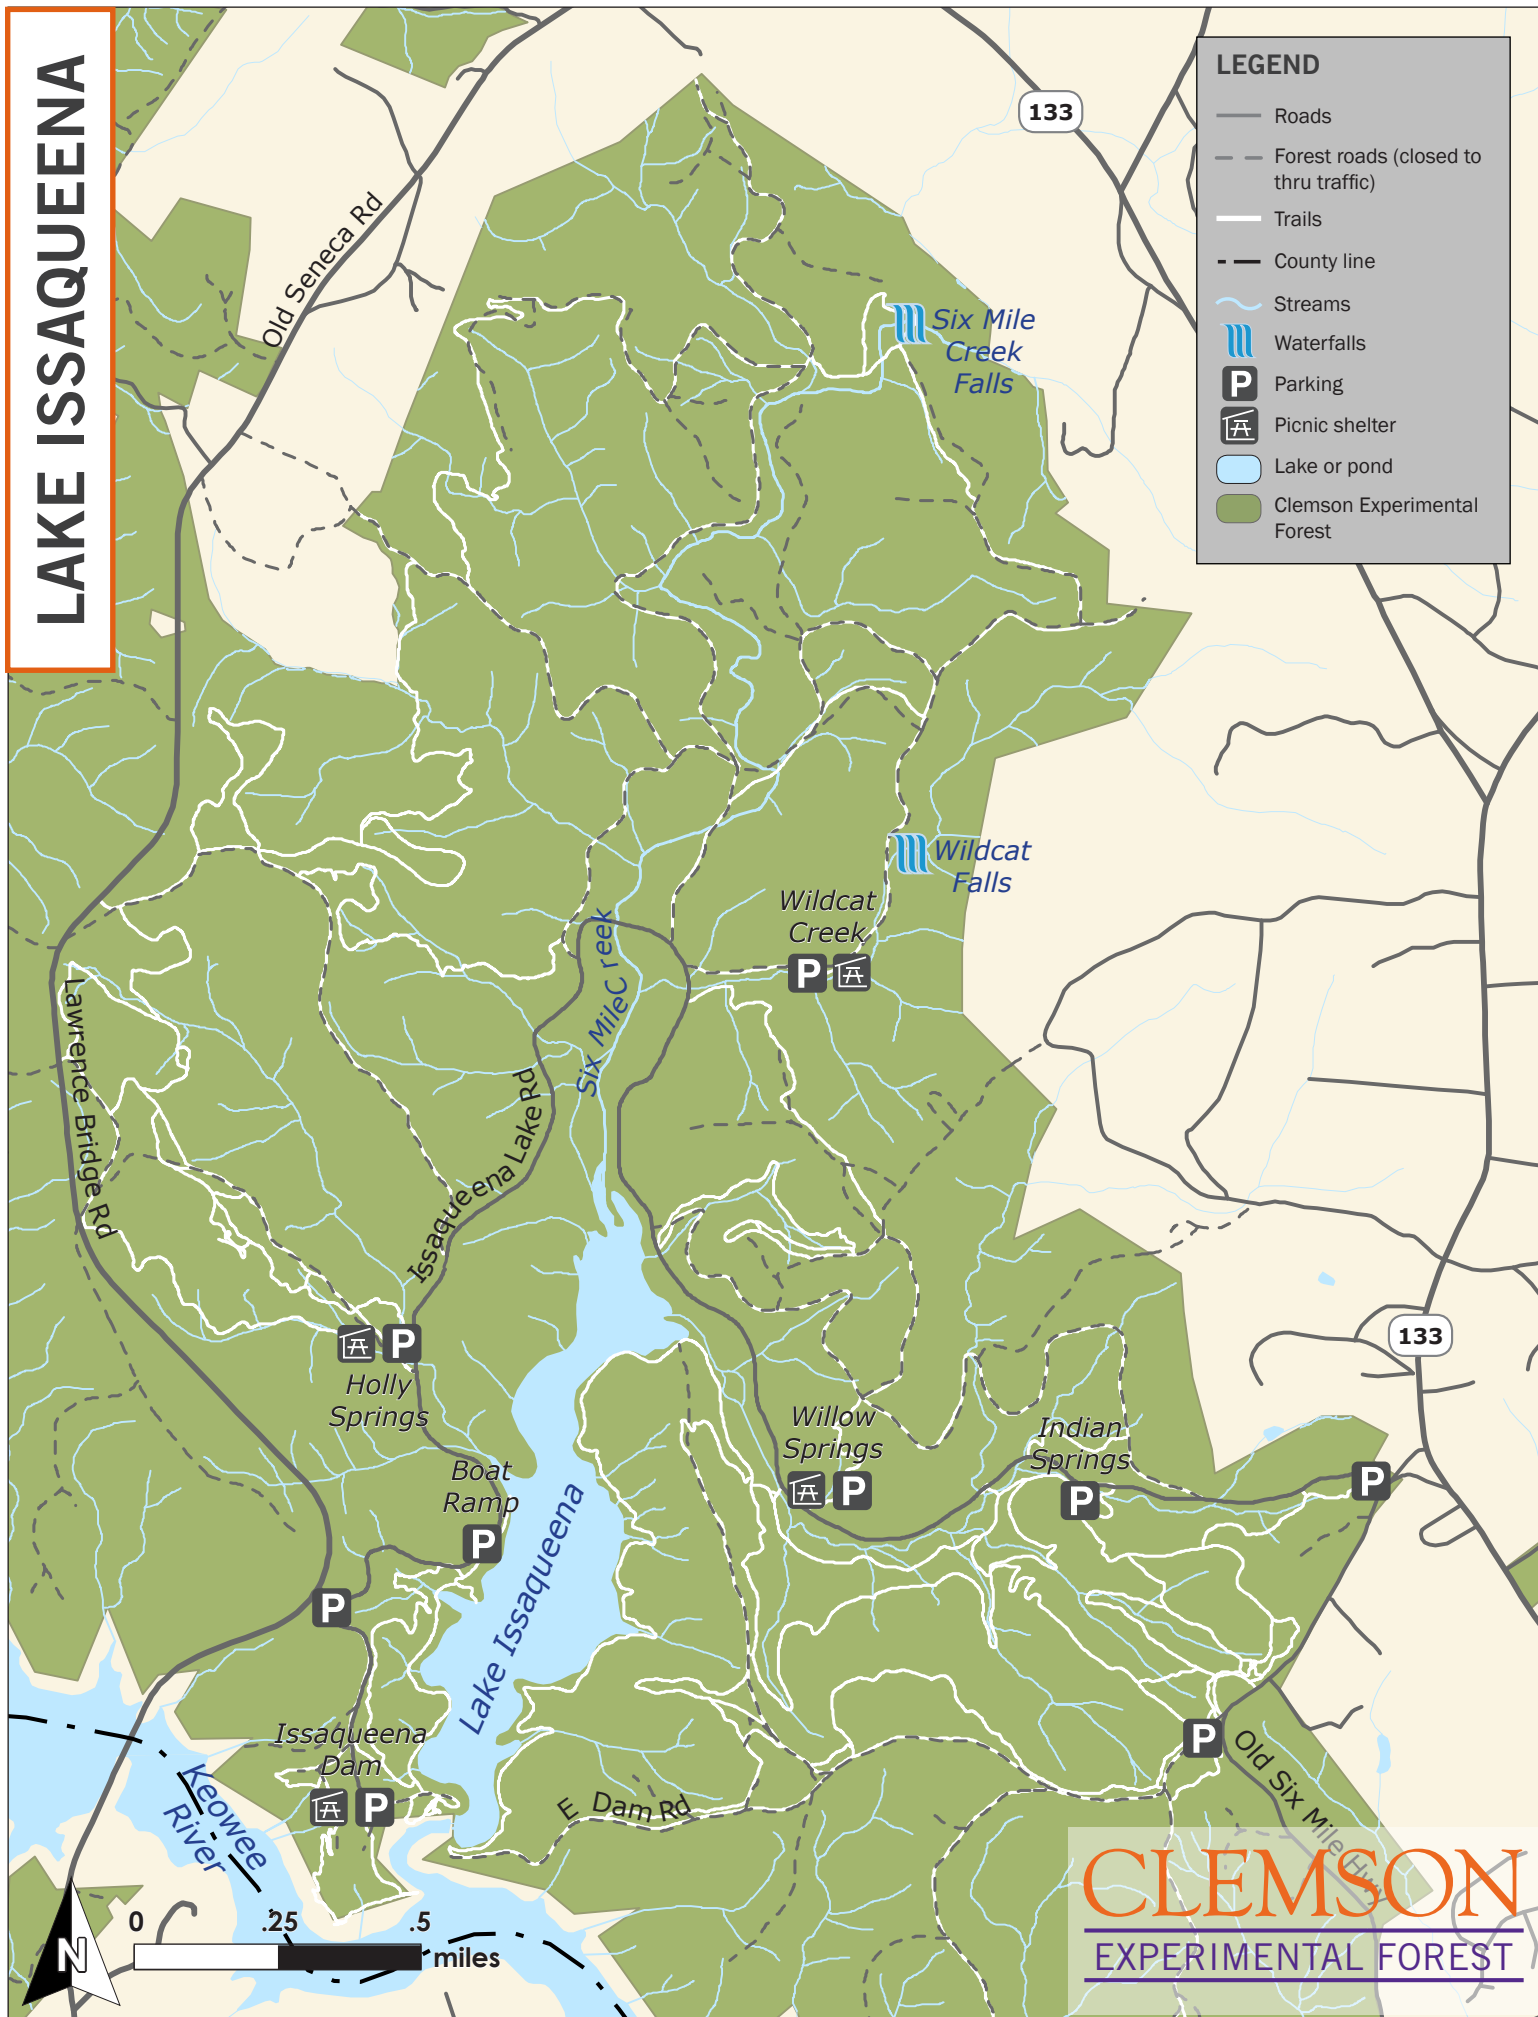 LAKE ISSAQUEENA
LEGEND
Roads
Forest roads (closed to
thru traffic)
Trails
County line
Streams
Waterfalls
P
Parking
Picnic shelter
Lake or pond
Clemson Experimental
Forest
133
Old Seneca Rd
Six Mile
Creek
Falls
Wildcat
Falls
Wildcat
Creek
P
Six MileC reek
Lawrence Bridge Rd
Issaqueena Lake Rd
P
Holly
Springs
133
Willow
Springs
P
Indian
Springs
P
P
Boat
Ramp
P
P
Lake Issaqueena
Issaqueena
Dam
P
Keowee
River
E Dam Rd
P
Old Six Mile Hwy
N
0 .25 .5
miles
CLEMSON
EXPERIMENTAL FOREST